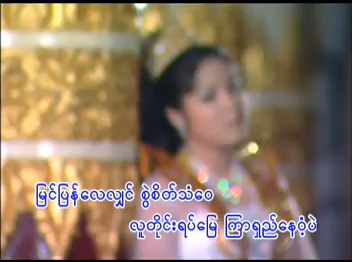 မြင်ပြန်လေလျှင် စွဲစိတ်သံဝေ
လူတိုင်းရပ်မြေ ကြာရှည်နေဝံ့ပဲ